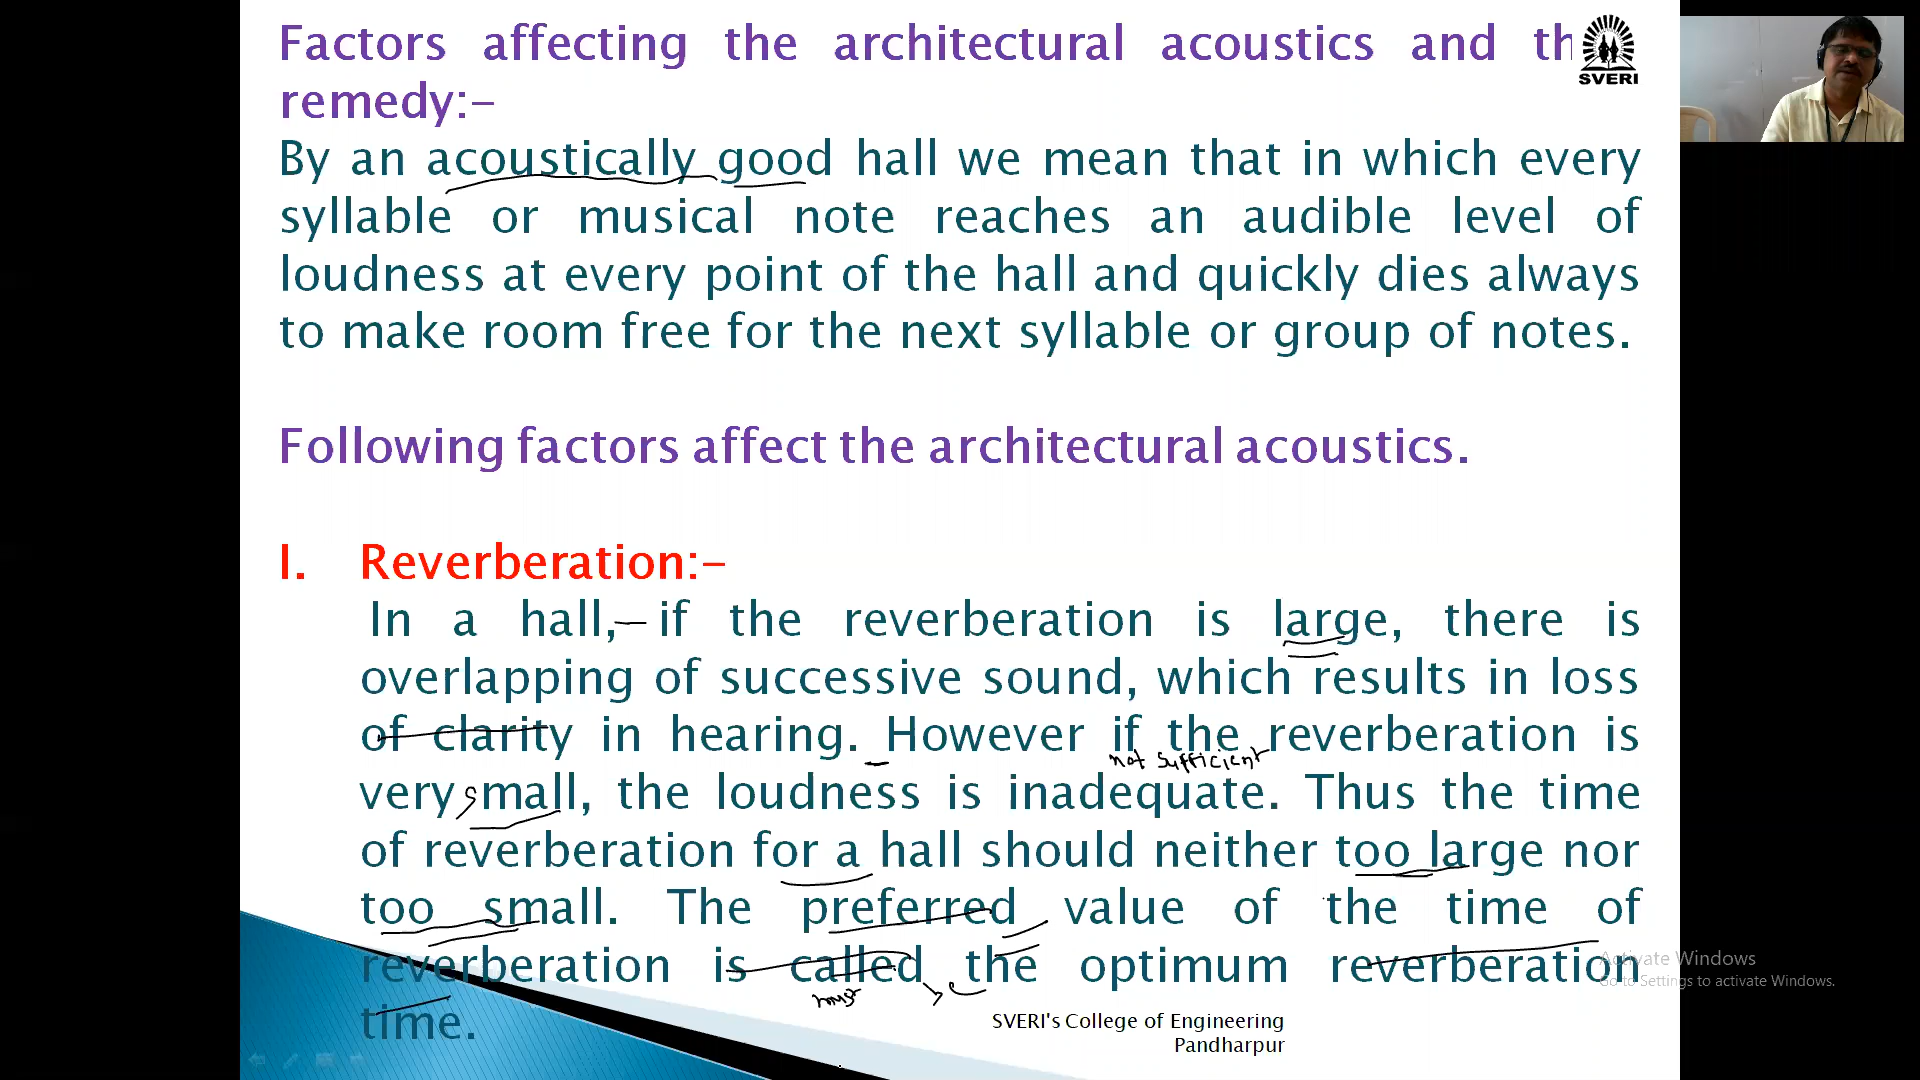 Factors affecting the architectural acoustics and th
SVERI
remedy:-
By an acoustically good hall we mean that in which every
syllable or musical note reaches an audible level of
loudness at every point of the hall and quickly dies always
to make room free for the next syllable or group of notes.
Following factors affect the architectural acoustics.
I. Reverberation:-
In a hall, if the reverberation is large, there is
overlapping of successive sound, which results in loss
of clarity in hearing. However if the reverberation is
not sufficient
very small, the loudness is inadequate. Thus the time
of reverberation for a hall should neither too large nor
too small. The preferred value of the time of
reverberation is called the optimum reverberation
must be
time.
Activate Windows
Go to Settings to activate Windows.
SVERI's College of Engineering
Pandharpur